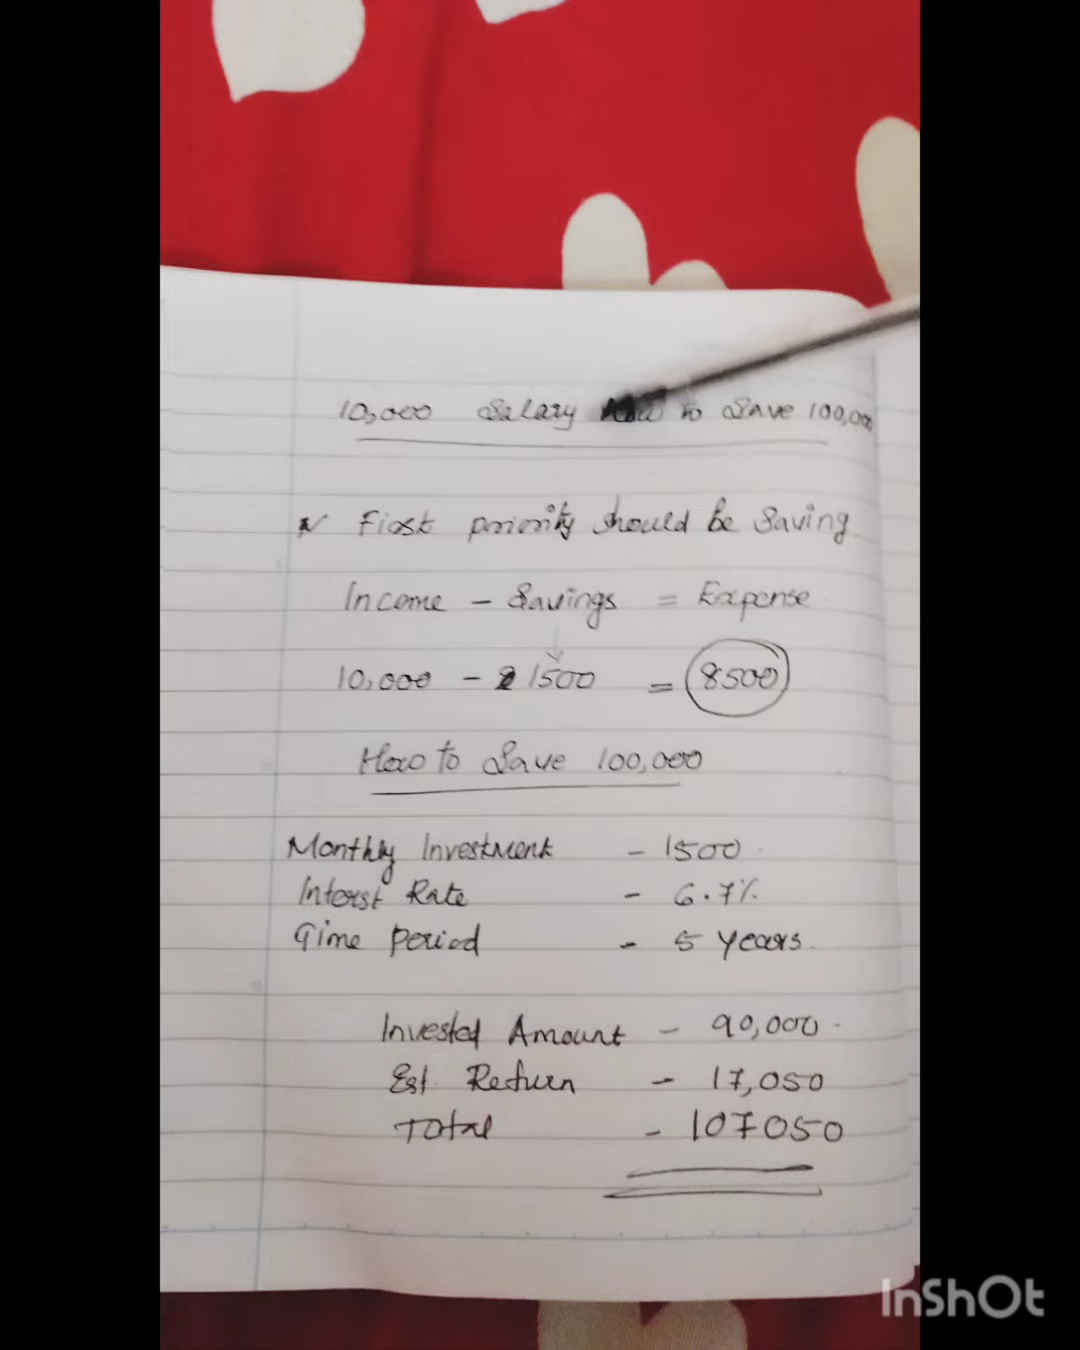 10,000 Salary to Save 100,000
First priority should be Saving
Income - Savings = Expense
10,000 - 1500 = 8500
How to Save 100,000
Monthly Investment - 1500
Interst Rate - 6.7%
Time Period - 5 years.
Invested Amount - 90,000
Est. Return - 17,050
Total - 107050
InShOt